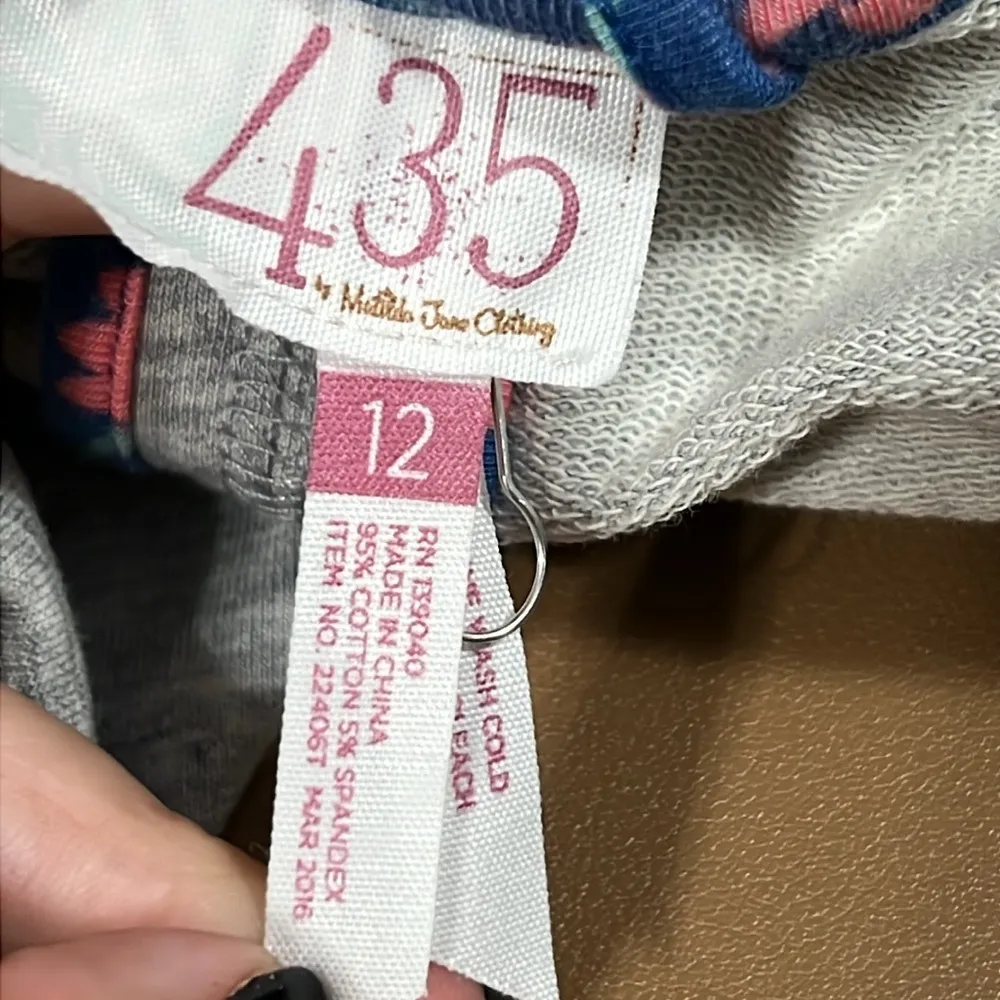 435
by Matilda Jane Clothing
12
RN 139040
MADE IN CHINA
95% COTTON 5% SPANDEX
ITEM NO. 22406T MAR 2016
WASH COLD